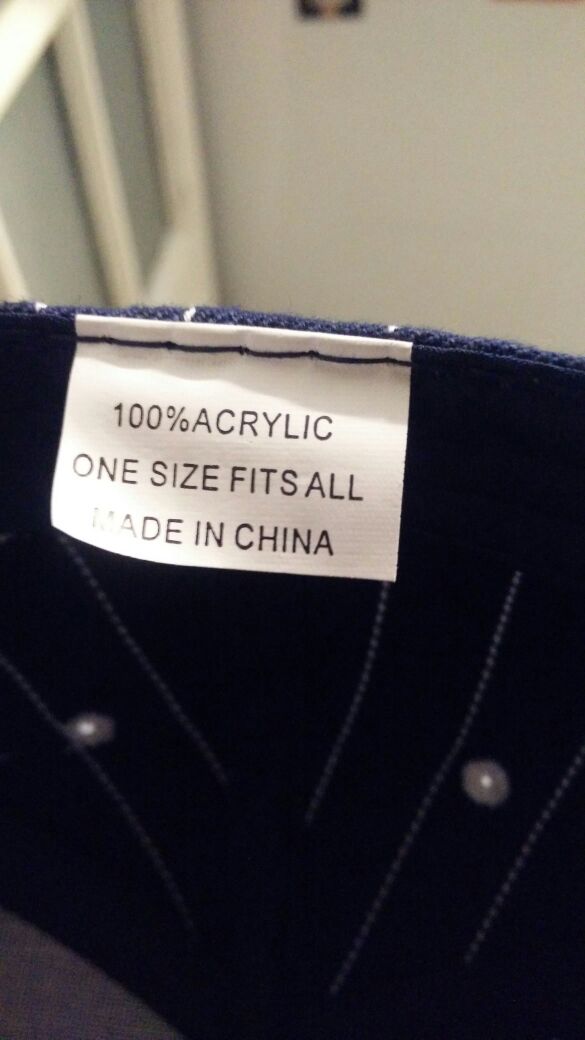 100%ACRYLIC
ONE SIZE FITS ALL
MADE IN CHINA